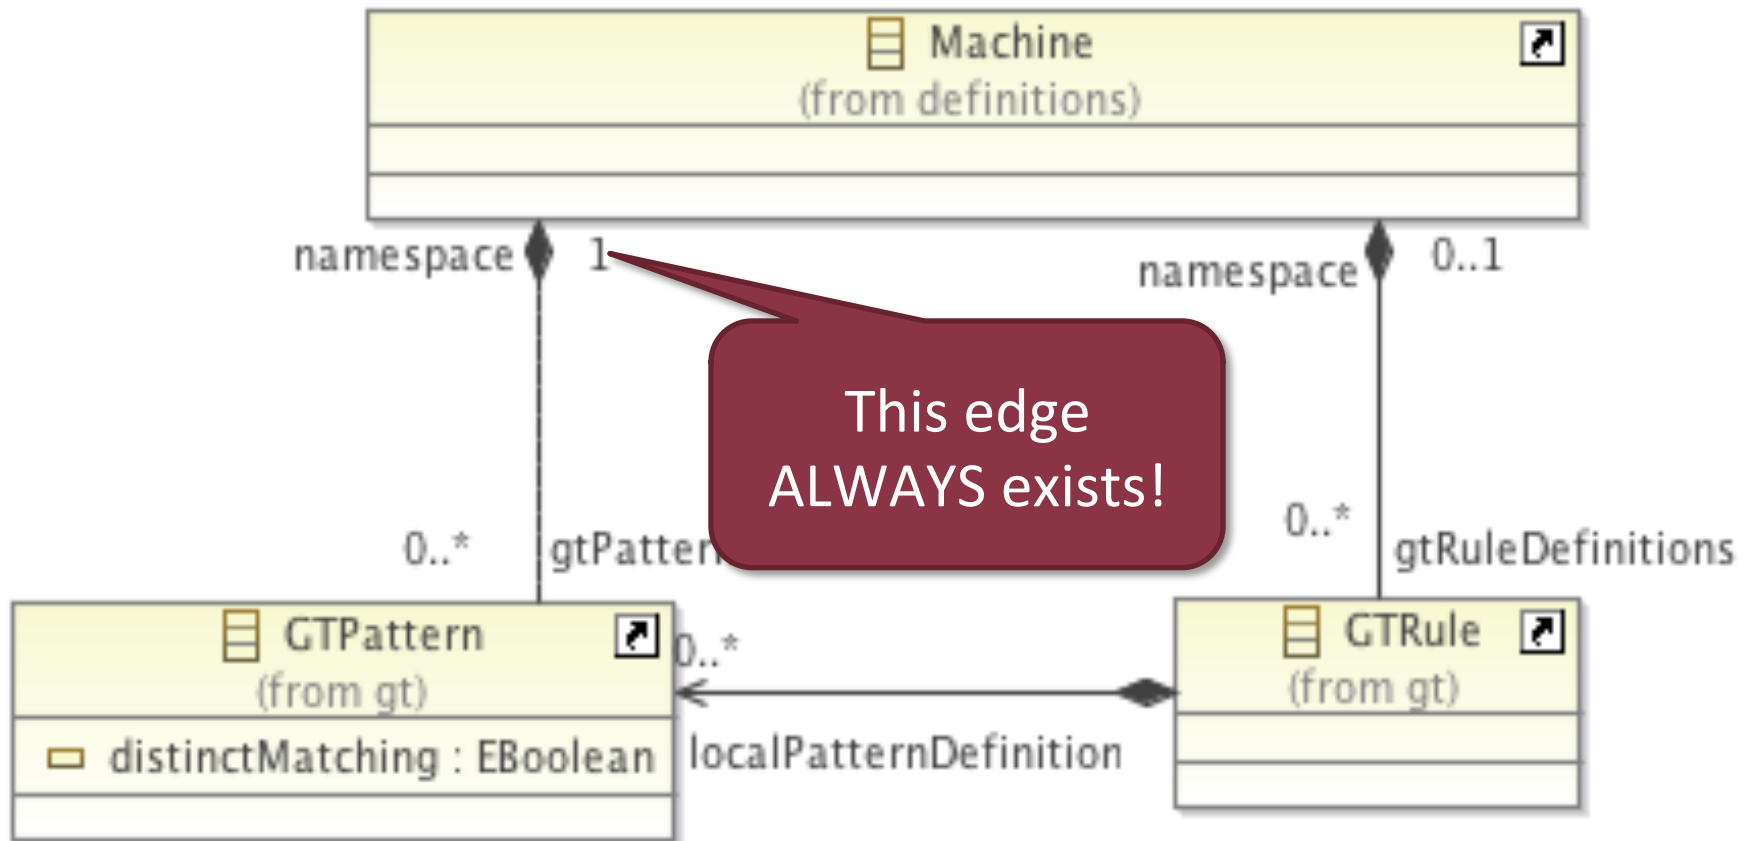 Machine
(from definitions)
namespace
1
namespace
0..1
This edge
ALWAYS exists!
0..*
gtPatter
0..*
gtRuleDefinitions
GTPattern
(from gt)
distinctMatching : EBoolean
0..*
localPatternDefinition
GTRule
(from gt)